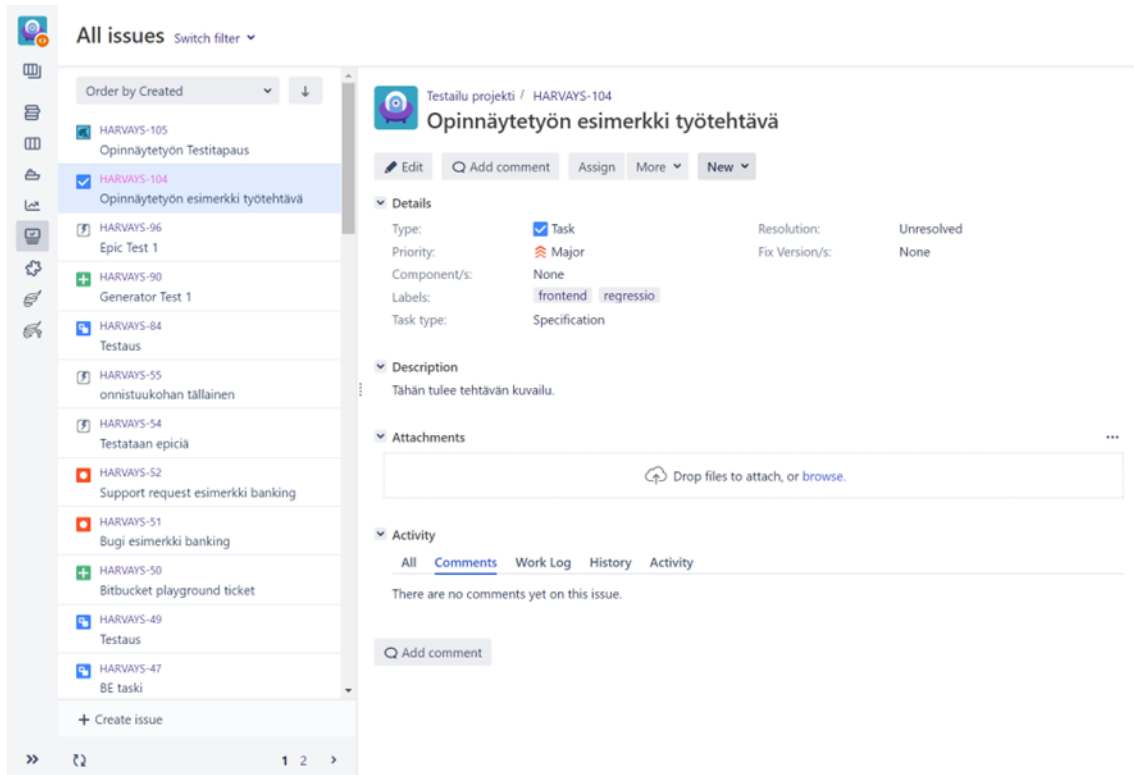 All issues Switch filter
Order by Created
HARVAYS-105
Opinnäytetyön Testitapaus
HARVAYS-104
Opinnäytetyön esimerkki työtehtävä
HARVAYS-96
Epic Test 1
HARVAYS-90
Generator Test 1
HARVAYS-84
Testaus
HARVAYS-55
onnistuukohan tällainen
HARVAYS-54
Testataan epiciä
HARVAYS-52
Support request esimerkki banking
HARVAYS-51
Bugi esimerkki banking
HARVAYS-50
Bitbucket playground ticket
HARVAYS-49
Testaus
HARVAYS-47
BE taski
+ Create issue
1 2
Testailu projekti / HARVAYS-104
Opinnäytetyön esimerkki työtehtävä
Edit Add comment Assign More New
Details
Type: Task Resolution: Unresolved
Priority: Major Fix Version/s: None
Component/s: None
Labels: frontend regressio
Task type: Specification
Description
Tähän tulee tehtävän kuvailu.
Attachments
Drop files to attach, or browse.
Activity
All Comments Work Log History Activity
There are no comments yet on this issue.
Add comment